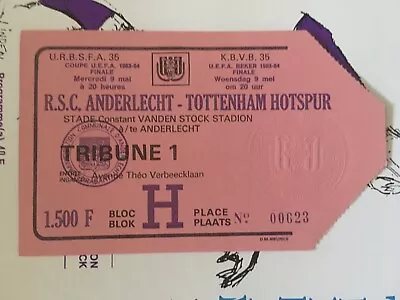 U.R.B.S.F.A. 35
COUPE U.E.F.A. 1983-84
FINALE
Mercredi 9 mai
à 20 heures
K.B.V.B. 35
U.E.F.A. BEKER 1983-84
FINALE
Woensdag 9 mei
om 20 uur
R.S.C. ANDERLECHT - TOTTENHAM HOTSPUR
STADE Constant VANDEN STOCK STADION
à/te ANDERLECHT
TRIBUNE 1
Avenue Théo Verbeecklaan
1.500 F
BLOC
BLOK
H
PLACE
PLAATS
Nº 00623